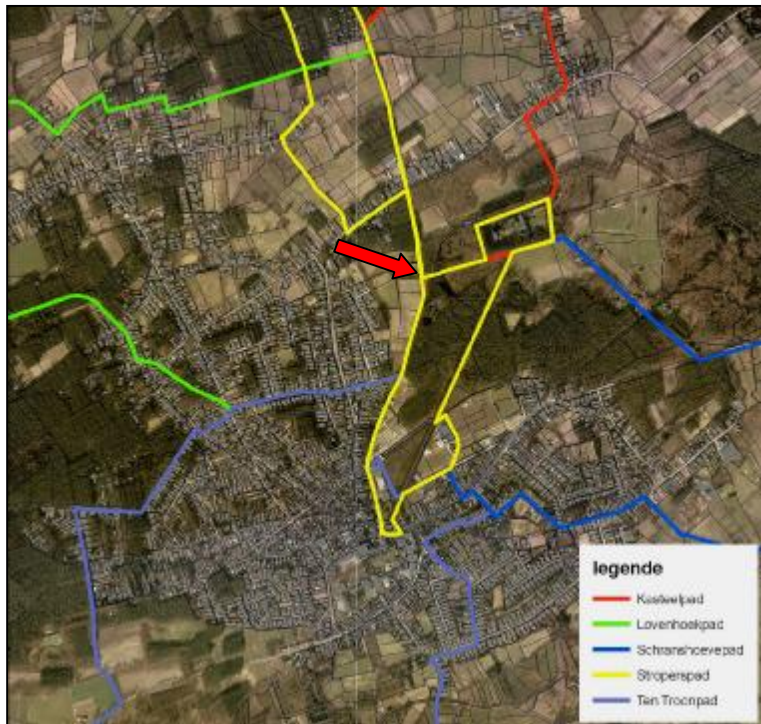 legende
Kasteelpad
Lovenhoekpad
Schranshoevepad
Stroperspad
Ten Troonpad